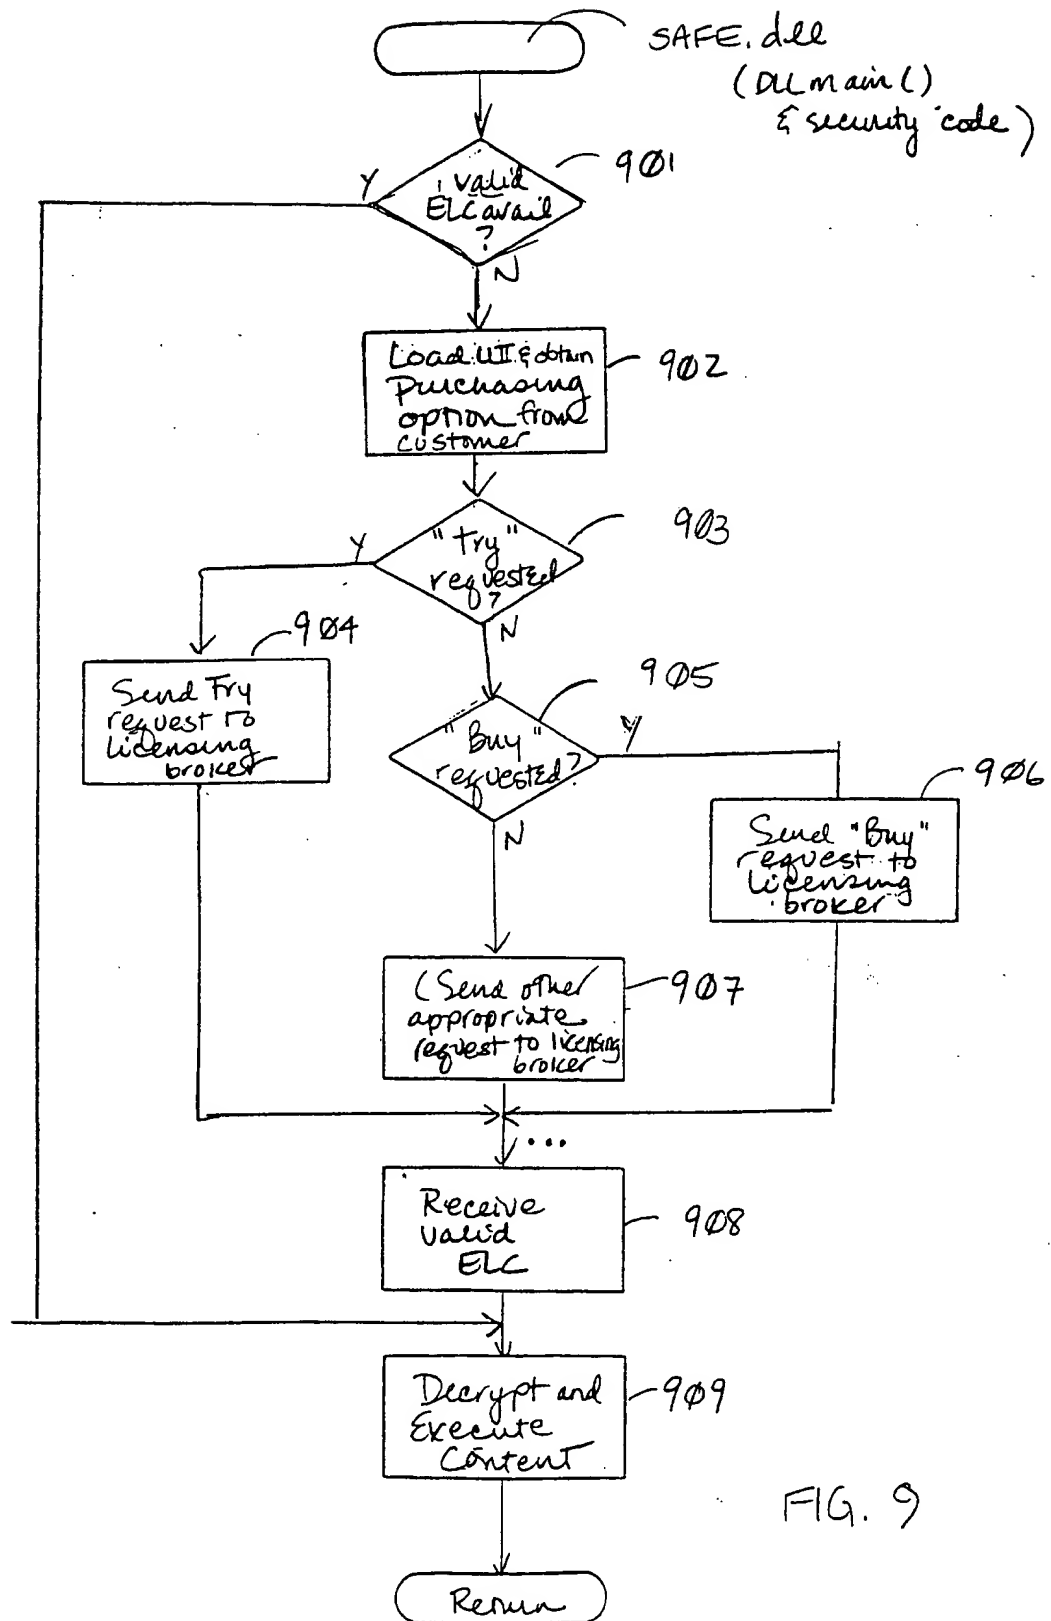 SAFE.dll
(DLLmain()
& security code)
901
Y
valid
ELC avail
?
N
Load UI & obtain
purchasing
option from
customer
902
"Try"
requested
?
903
Y
N
904
Send Try
request to
licensing
broker
905
"Buy"
requested?
Y
N
906
Send "Buy"
request to
licensing
broker
(Send other
appropriate
request to licensing
broker
907
...
Receive
valid
ELC
908
Decrypt and
Execute
Content
909
FIG. 9
Return